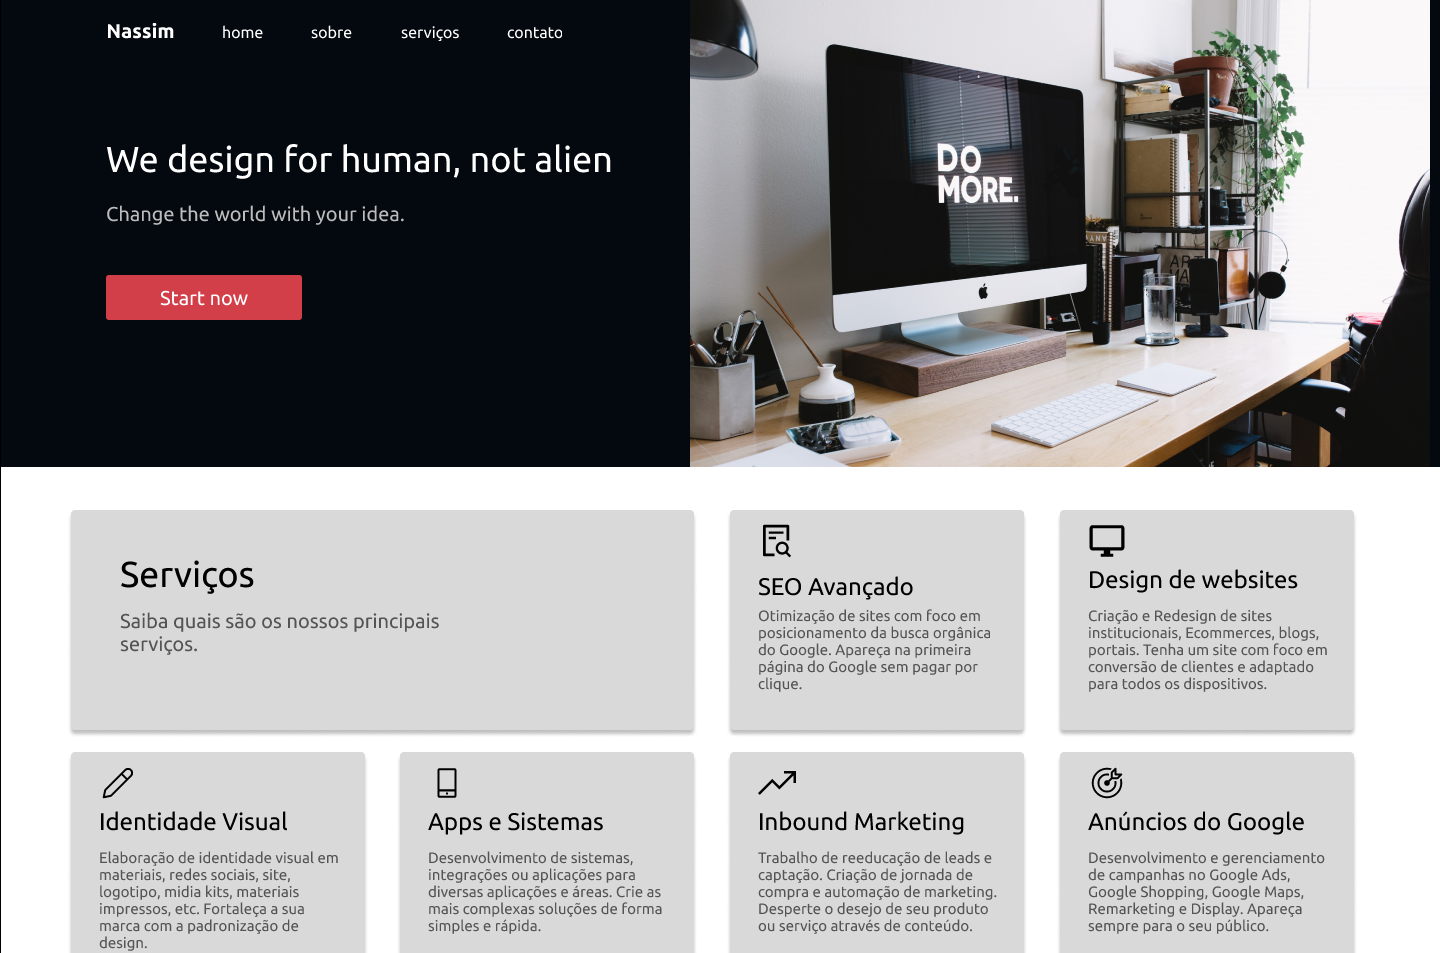 Nassim
home
sobre
serviços
contato
We design for human, not alien
Change the world with your idea.
Start now
DO
MORE.
Serviços
Saiba quais são os nossos principais
serviços.
SEO Avançado
Otimização de sites com foco em
posicionamento da busca orgânica
do Google. Apareça na primeira
página do Google sem pagar por
clique.
Design de websites
Criação e Redesign de sites
institucionais, Ecommerces, blogs,
portais. Tenha um site com foco em
conversão de clientes e adaptado
para todos os dispositivos.
Identidade Visual
Elaboração de identidade visual em
materiais, redes sociais, site,
logotipo, midia kits, materiais
impressos, etc. Fortaleça a sua
marca com a padronização de
design.
Apps e Sistemas
Desenvolvimento de sistemas,
integrações ou aplicações para
diversas aplicações e áreas. Crie as
mais complexas soluções de forma
simples e rápida.
Inbound Marketing
Trabalho de reeducação de leads e
captação. Criação de jornada de
compra e automação de marketing.
Desperte o desejo de seu produto
ou serviço através de conteúdo.
Anúncios do Google
Desenvolvimento e gerenciamento
de campanhas no Google Ads,
Google Shopping, Google Maps,
Remarketing e Display. Apareça
sempre para o seu público.